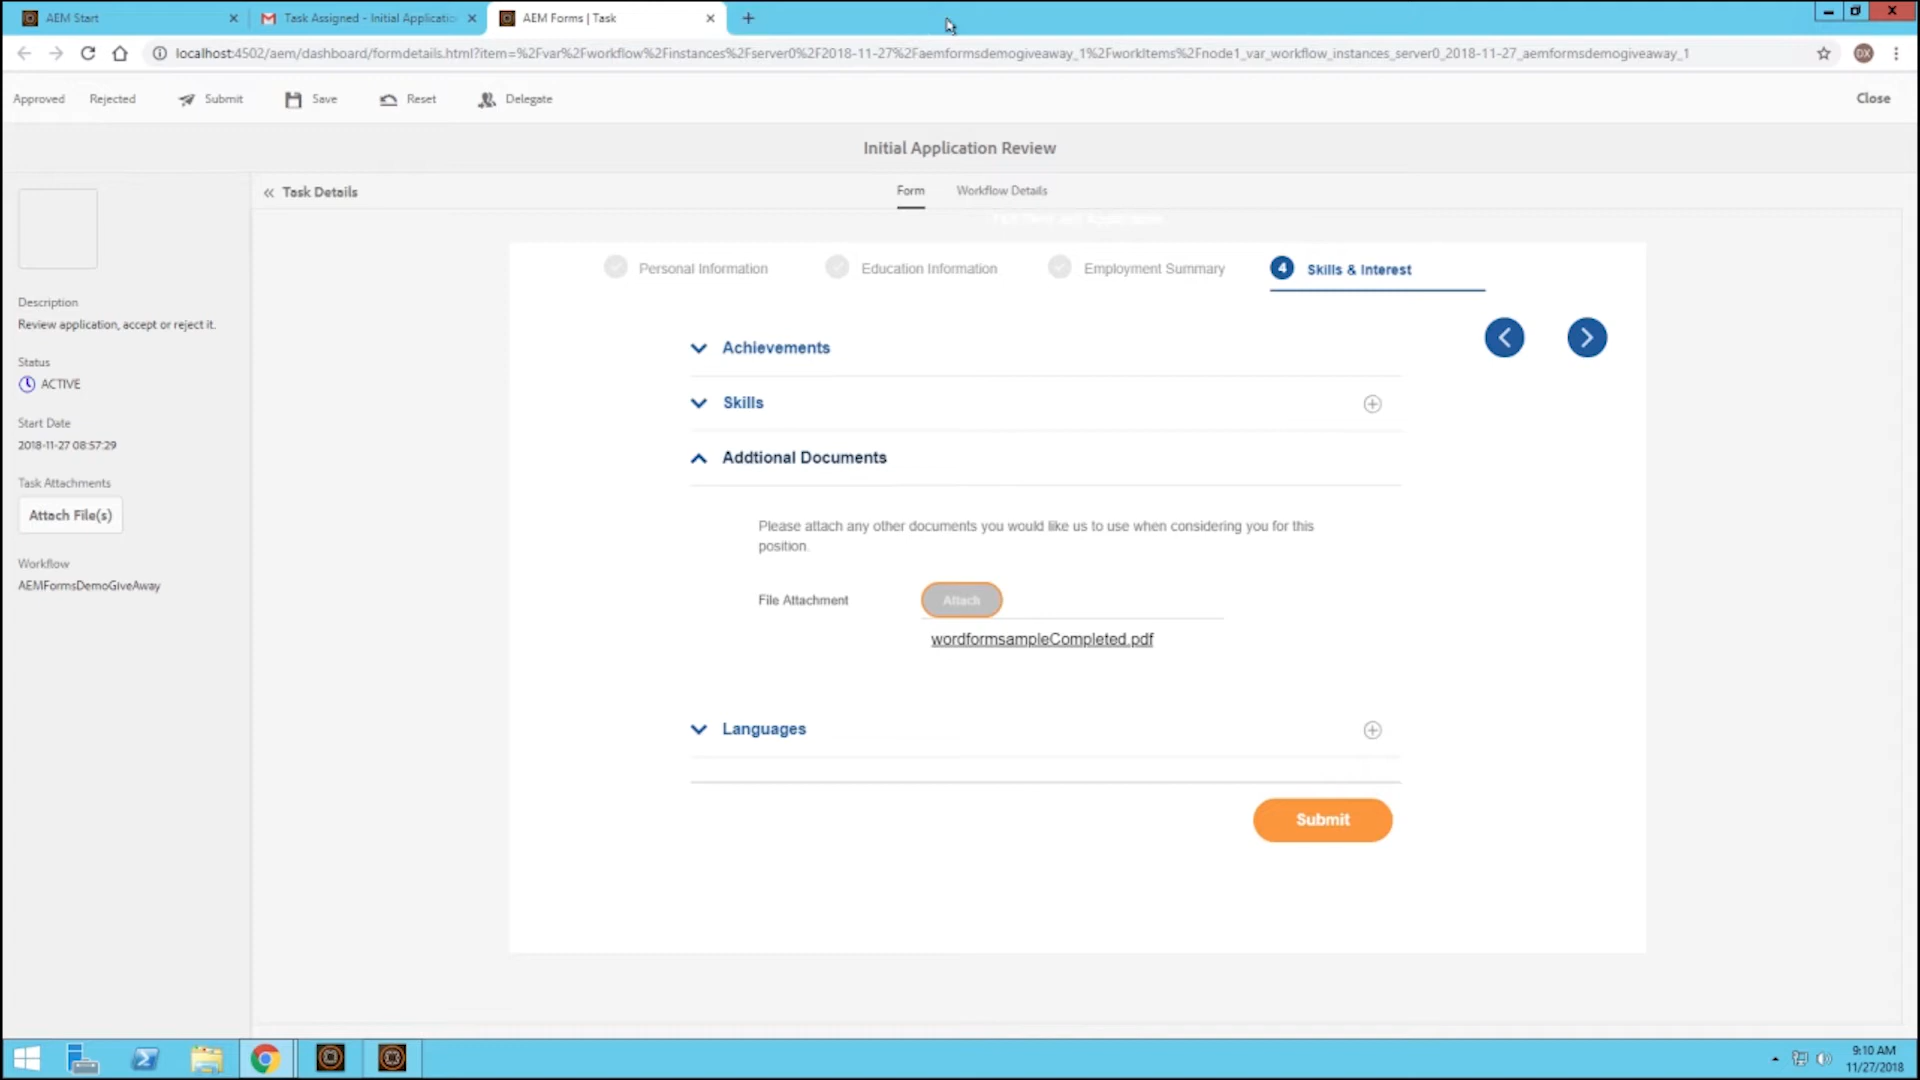 AEM Start
Task Assigned - Initial Applicatio
AEM Forms | Task
localhost:4502/aem/dashboard/formdetails.html?item=%2Fvar%2Fworkflow%2Finstances%2Fserver0%2F2018-11-27%2Faemformsdemogiveaway_1%2FworkItems%2Fnode1_var_workflow_instances_server0_2018-11-27_aemformsdemogiveaway_1
DX
Approved Rejected Submit Save Reset Delegate Close
Initial Application Review
Task Details
Form Workflow Details
Description
Review application, accept or reject it.
Status
ACTIVE
Start Date
2018-11-27 08:57:29
Task Attachments
Attach File(s)
Workflow
AEMFormsDemoGiveAway
Personal Information Education Information Employment Summary 4 Skills & Interest
Achievements
Skills
Addtional Documents
Please attach any other documents you would like us to use when considering you for this
position.
File Attachment Attach
wordformsampleCompleted.pdf
Languages
Submit
9:10 AM
11/27/2018